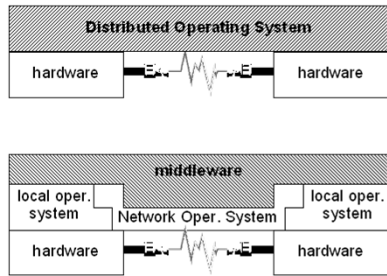 Distributed Operating System
hardware
hardware
middleware
local oper.
system
Network Oper. System
local oper.
system
hardware
hardware